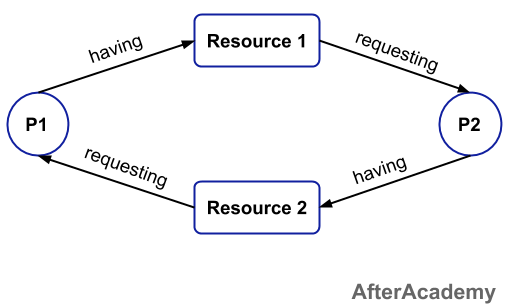 having
Resource 1
requesting
P1
P2
requesting
having
Resource 2
AfterAcademy